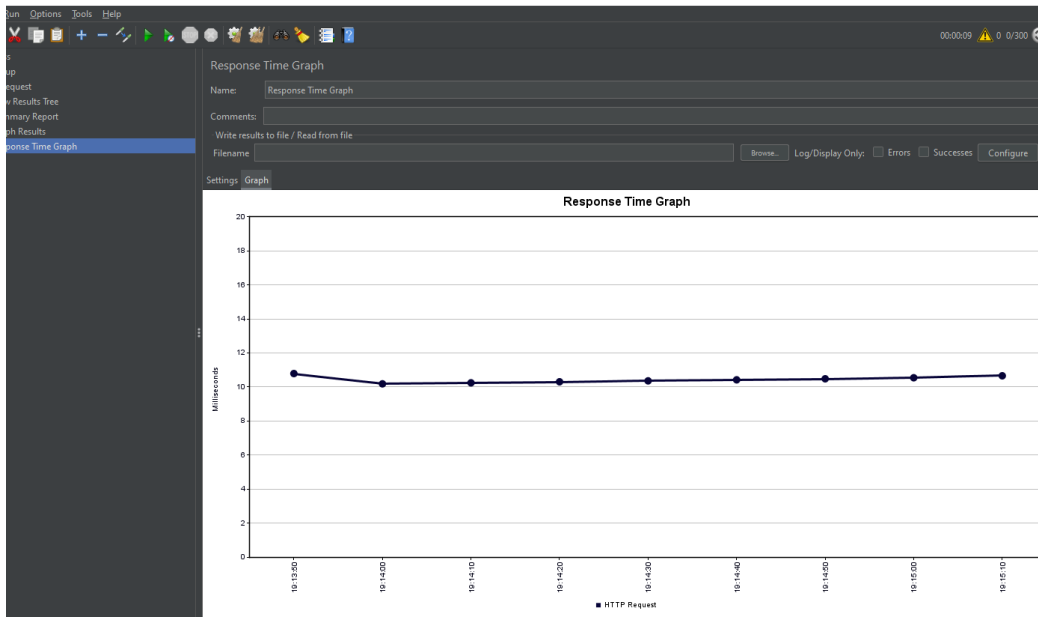 Run Options Tools Help
00:00:09 0 0/300
s
up
equest
w Results Tree
mmary Report
ph Results
ponse Time Graph
Response Time Graph
Name: Response Time Graph
Comments:
Write results to file / Read from file
Filename Browse... Log/Display Only: Errors Successes Configure
Settings Graph
Response Time Graph
20
18
16
14
12
10
8
6
4
2
0
Milliseconds
19:13:50 19:14:00 19:14:10 19:14:20 19:14:30 19:14:40 19:14:50 19:15:00 19:15:10
HTTP Request